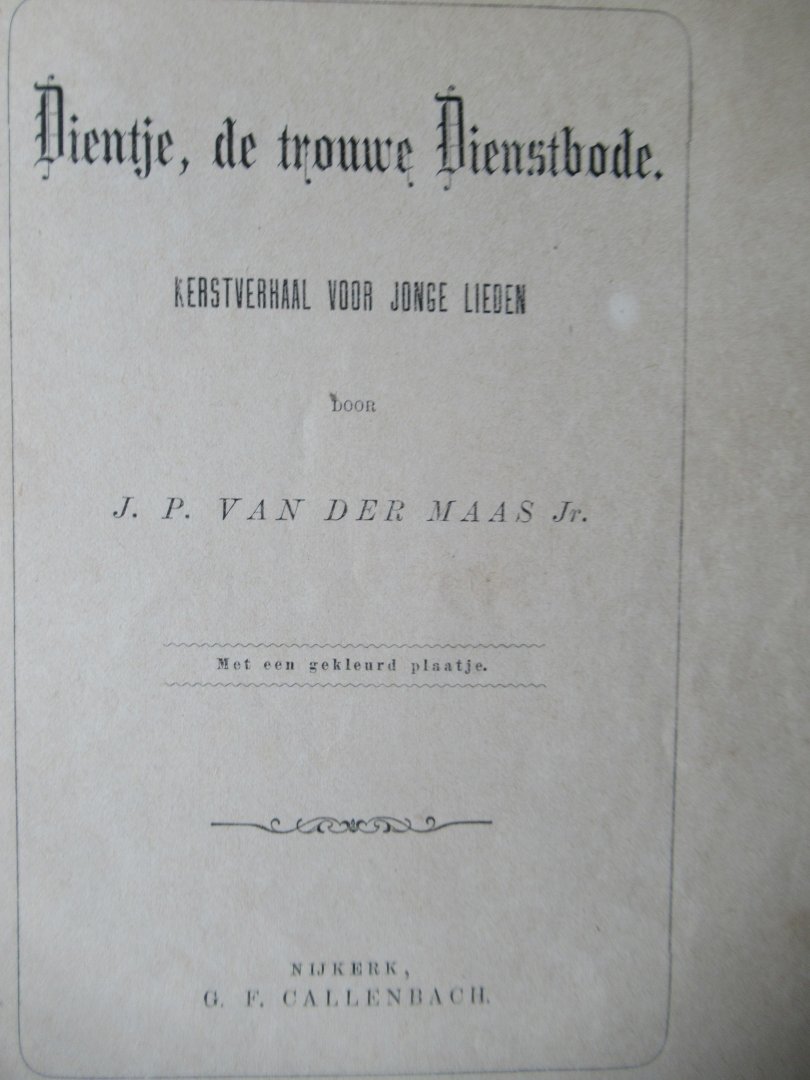 Dientje, de trouwe Dienstbode.
KERSTVERHAAL VOOR JONGE LIEDEN
DOOR
J. P. VAN DER MAAS Jr.
Met een gekleurd plaatje.
NIJKERK,
G. F. CALLENBACH.